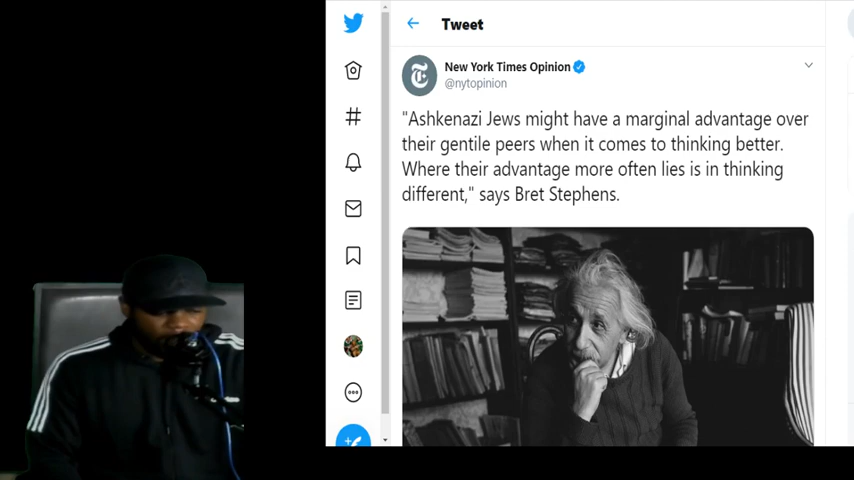 Tweet
New York Times Opinion
@nytopinion
"Ashkenazi Jews might have a marginal advantage over
their gentile peers when it comes to thinking better.
Where their advantage more often lies is in thinking
different," says Bret Stephens.